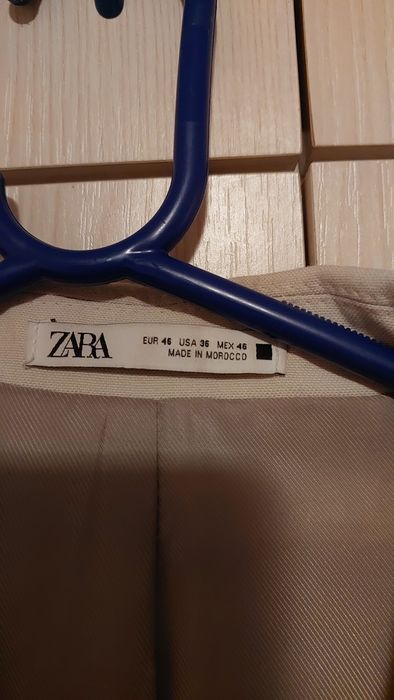 ZARA
EUR 46 USA 36 MEX 46
MADE IN MOROCCO